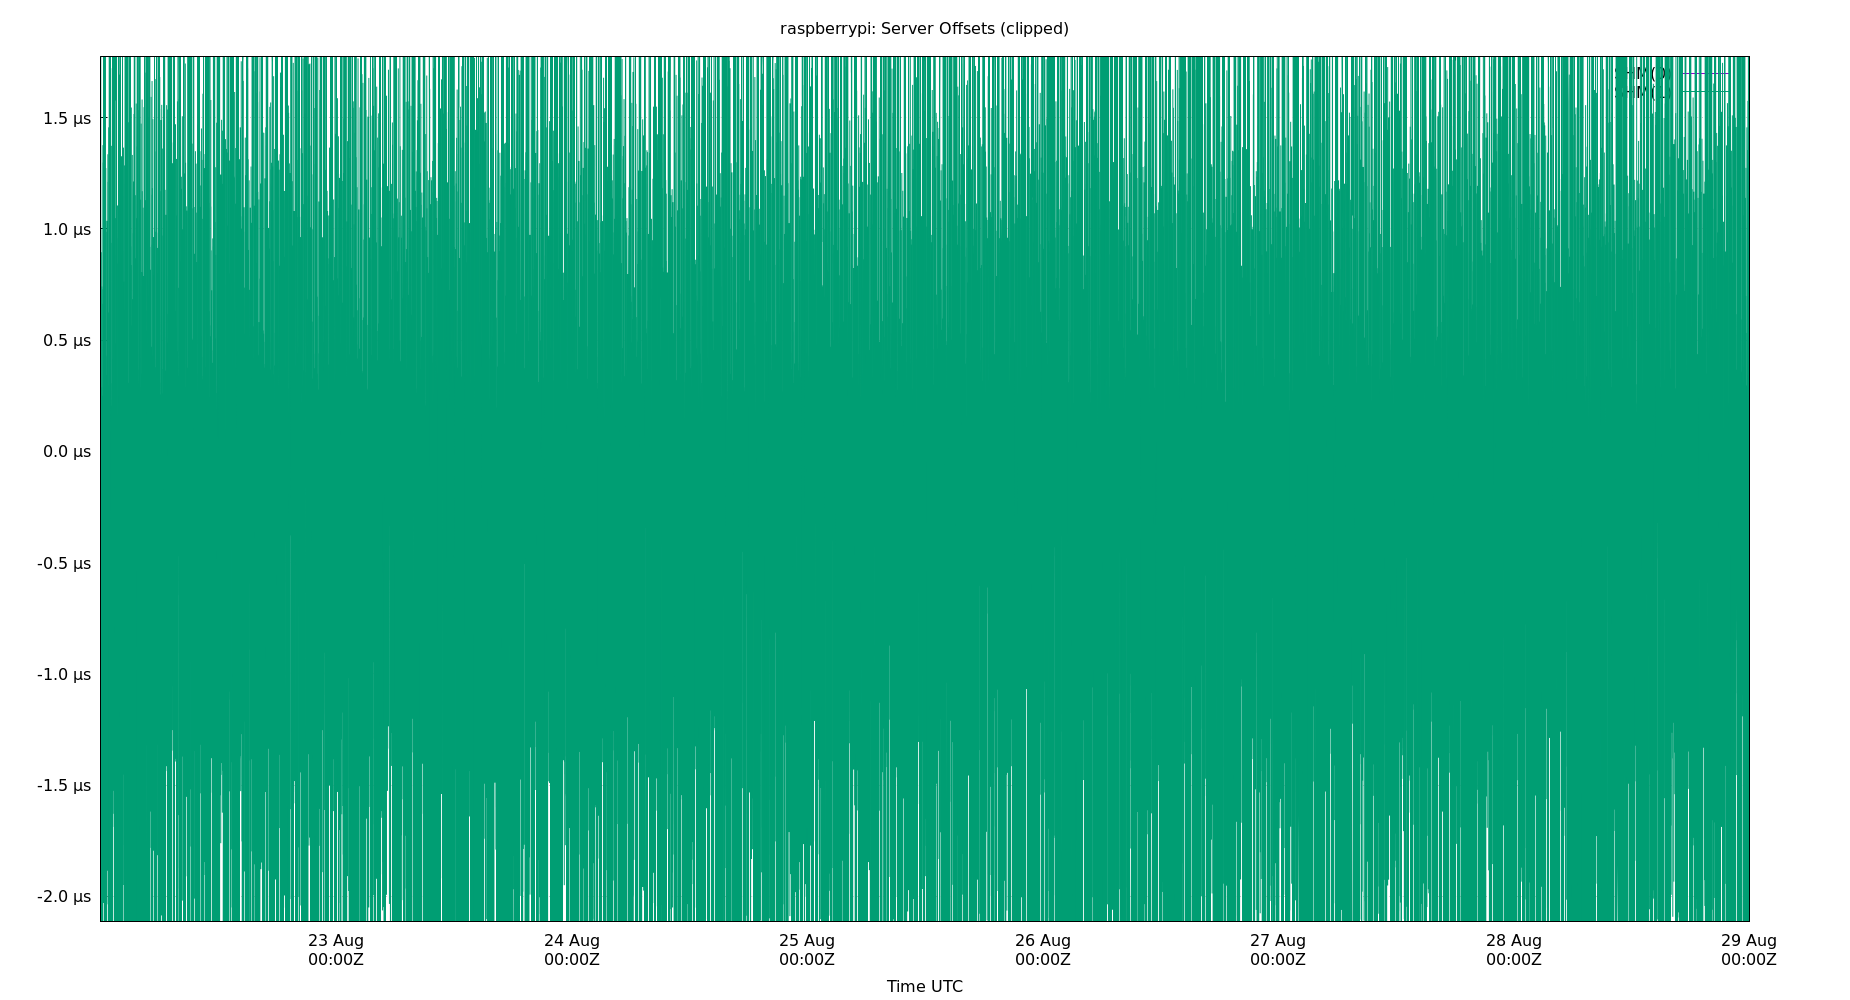 raspberrypi: Server Offsets (clipped)
1.5 µs
1.0 µs
0.5 µs
0.0 µs
-0.5 µs
-1.0 µs
-1.5 µs
-2.0 µs
23 Aug
00:00Z
24 Aug
00:00Z
25 Aug
00:00Z
26 Aug
00:00Z
27 Aug
00:00Z
28 Aug
00:00Z
29 Aug
00:00Z
Time UTC